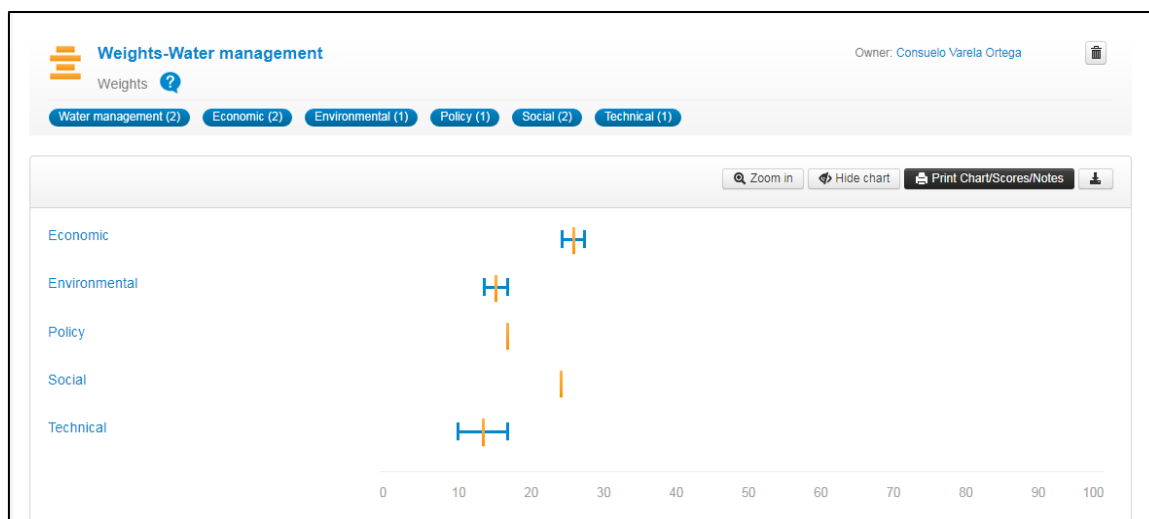 Weights-Water management
Owner: Consuelo Varela Ortega
Weights ?
Water management (2) Economic (2) Environmental (1) Policy (1) Social (2) Technical (1)
Zoom in Hide chart Print Chart/Scores/Notes
Economic
Environmental
Policy
Social
Technical
0 10 20 30 40 50 60 70 80 90 100